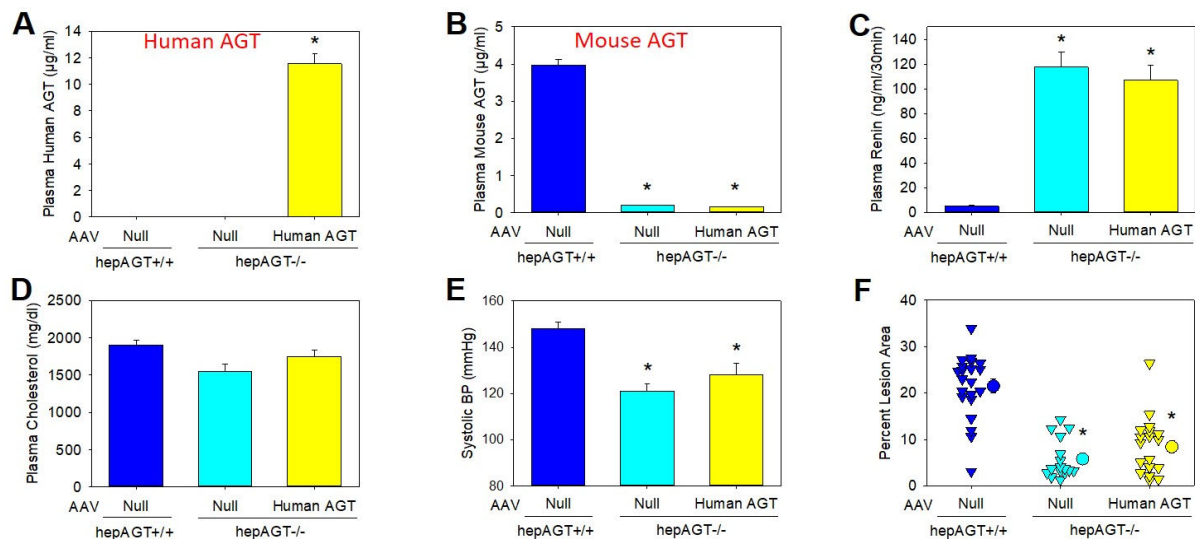 A
Human AGT
Plasma Human AGT (µg/ml)
14
12
10
8
6
4
2
0
*
AAV Null Null Human AGT
hepAGT+/+ hepAGT-/-
B
Mouse AGT
Plasma Mouse AGT (µg/ml)
5
4
3
2
1
0
* *
AAV Null Null Human AGT
hepAGT+/+ hepAGT-/-
C
Plasma Renin (ng/ml/30min)
140
120
100
80
60
40
20
0
* *
AAV Null Null Human AGT
hepAGT+/+ hepAGT-/-
D
Plasma Cholesterol (mg/dl)
2500
2000
1500
1000
500
0
AAV Null Null Human AGT
hepAGT+/+ hepAGT-/-
E
Systolic BP (mmHg)
160
140
120
100
80
* *
AAV Null Null Human AGT
hepAGT+/+ hepAGT-/-
F
Percent Lesion Area
40
30
20
10
0
* *
AAV Null Null Human AGT
hepAGT+/+ hepAGT-/-